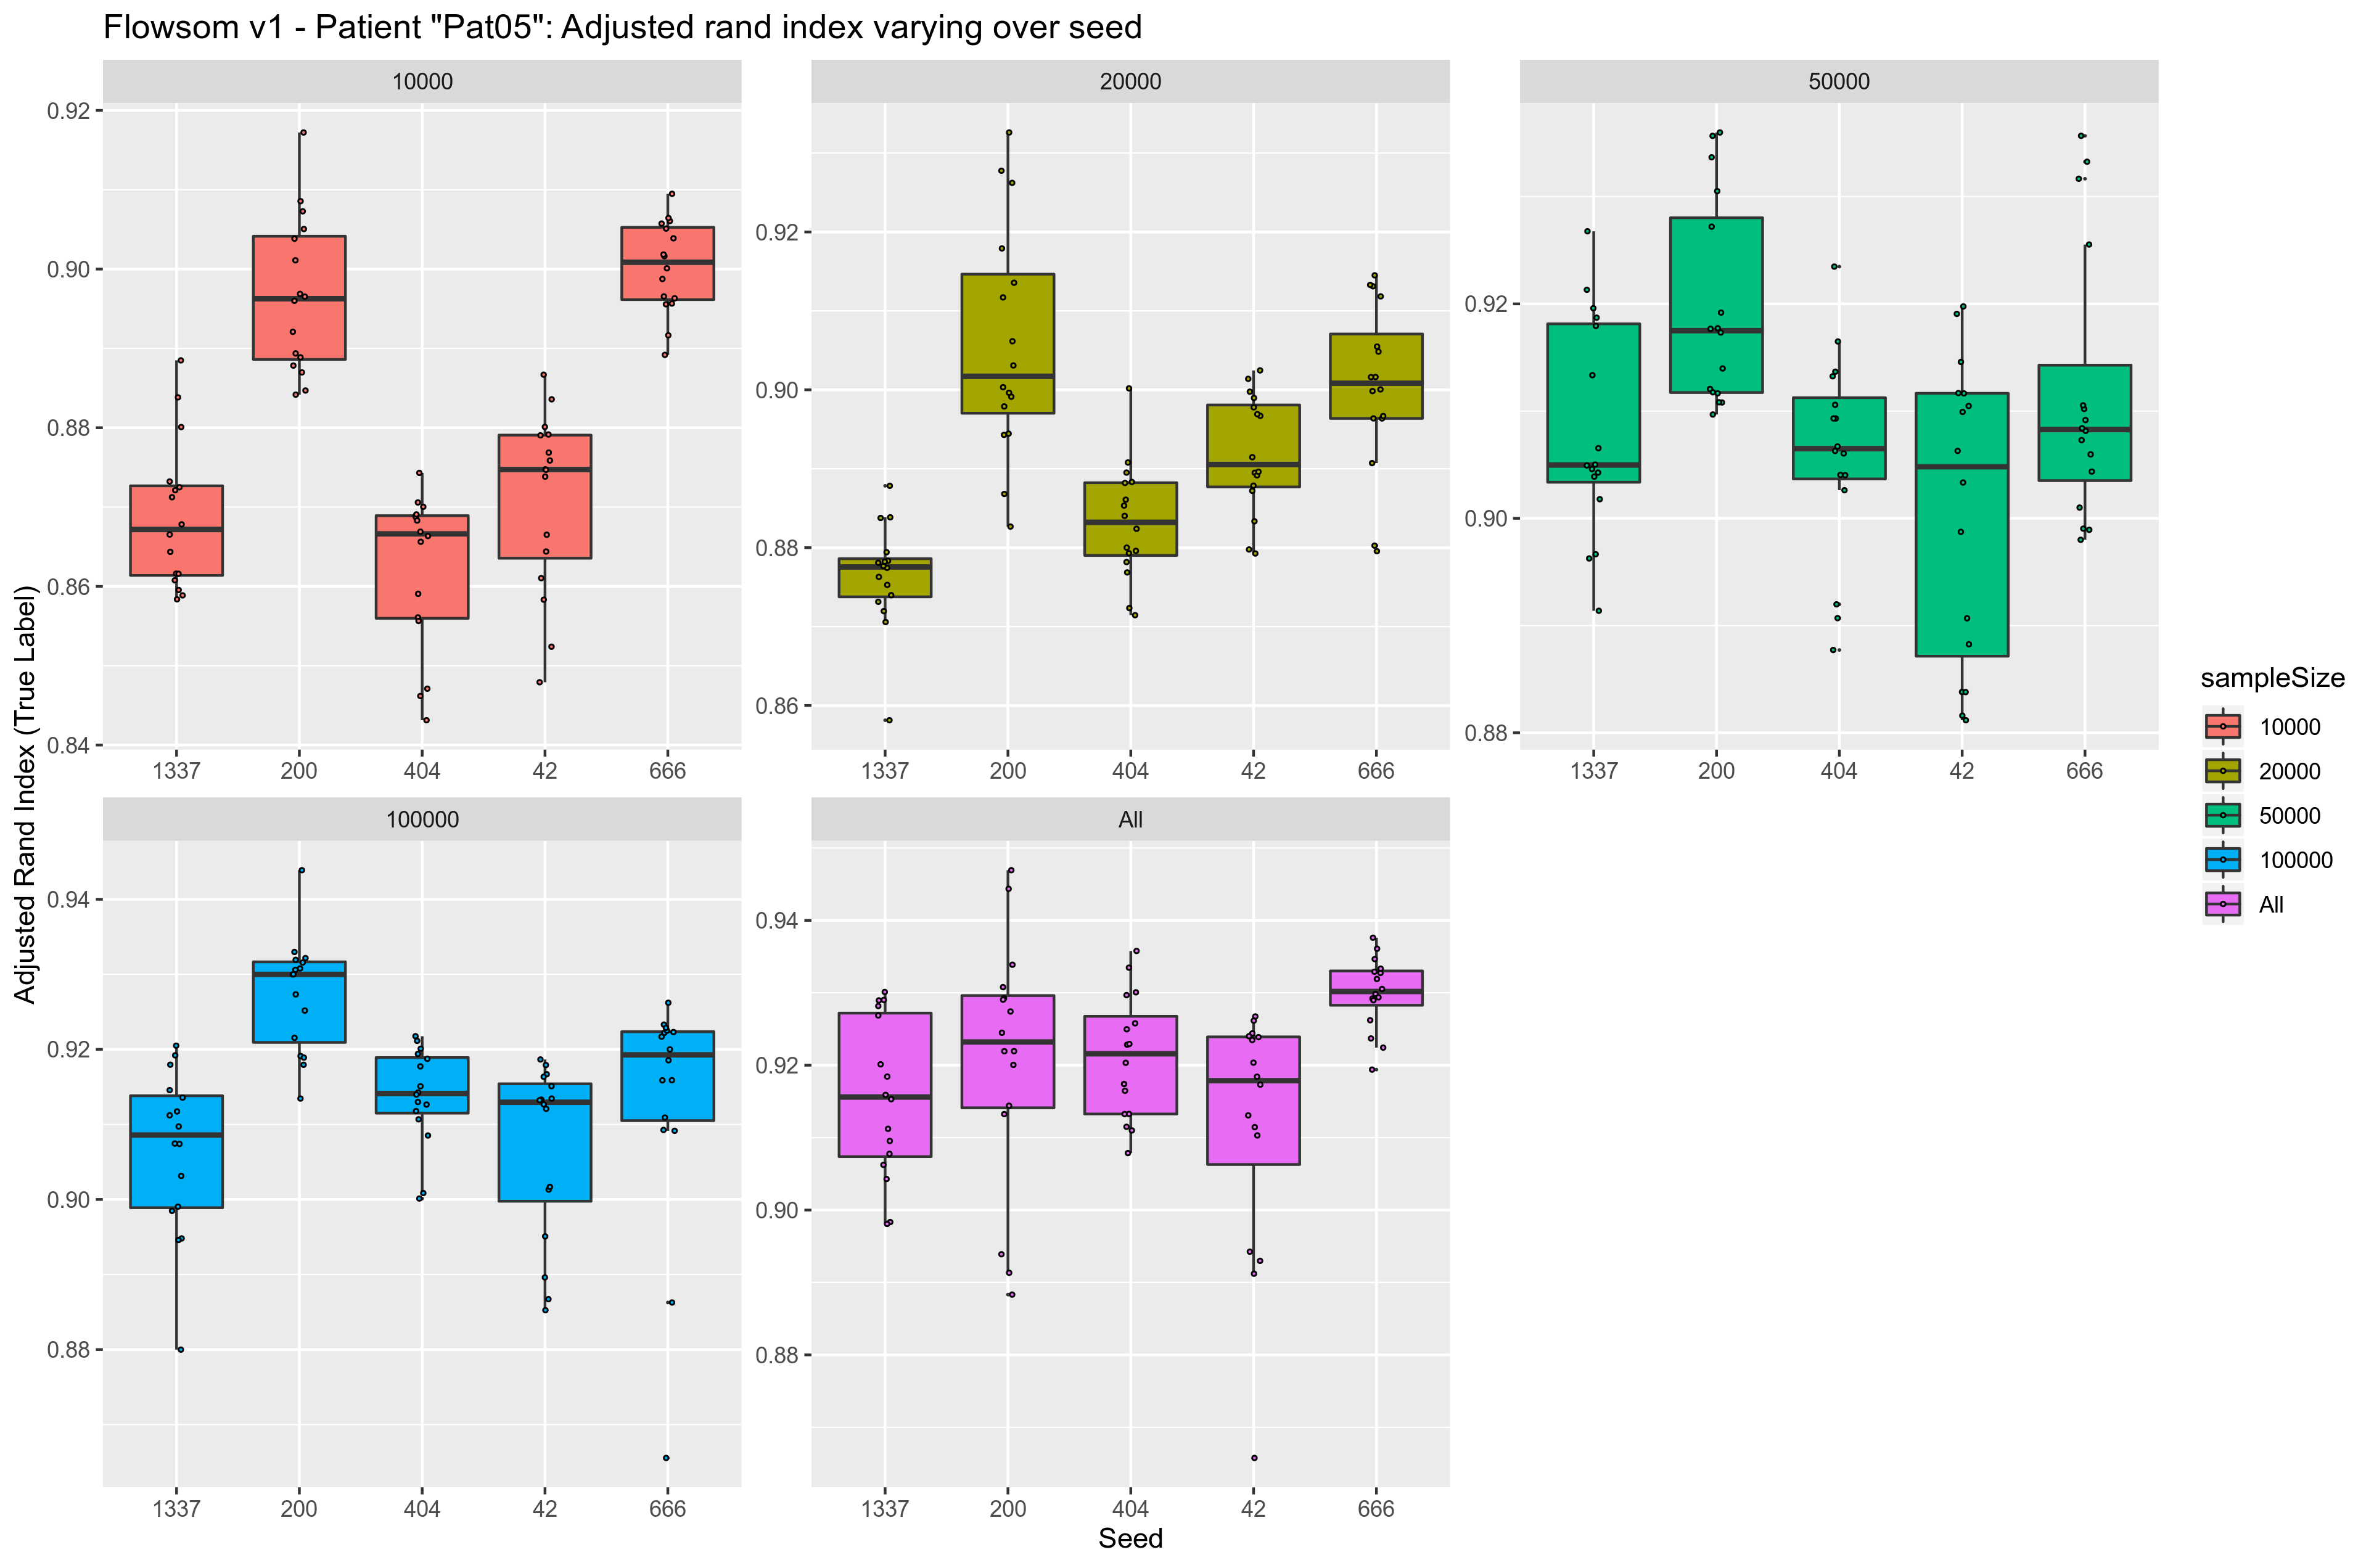 Flowsom v1 - Patient "Pat05": Adjusted rand index varying over seed
10000
20000
50000
0.92
0.90
0.88
0.86
0.84
0.92
0.90
0.88
0.86
0.92
0.90
0.88
1337 200 404 42 666
1337 200 404 42 666
1337 200 404 42 666
Adjusted Rand Index (True Label)
100000
All
0.94
0.92
0.90
0.88
0.94
0.92
0.90
0.88
1337 200 404 42 666
1337 200 404 42 666
Seed
sampleSize
10000
20000
50000
100000
All